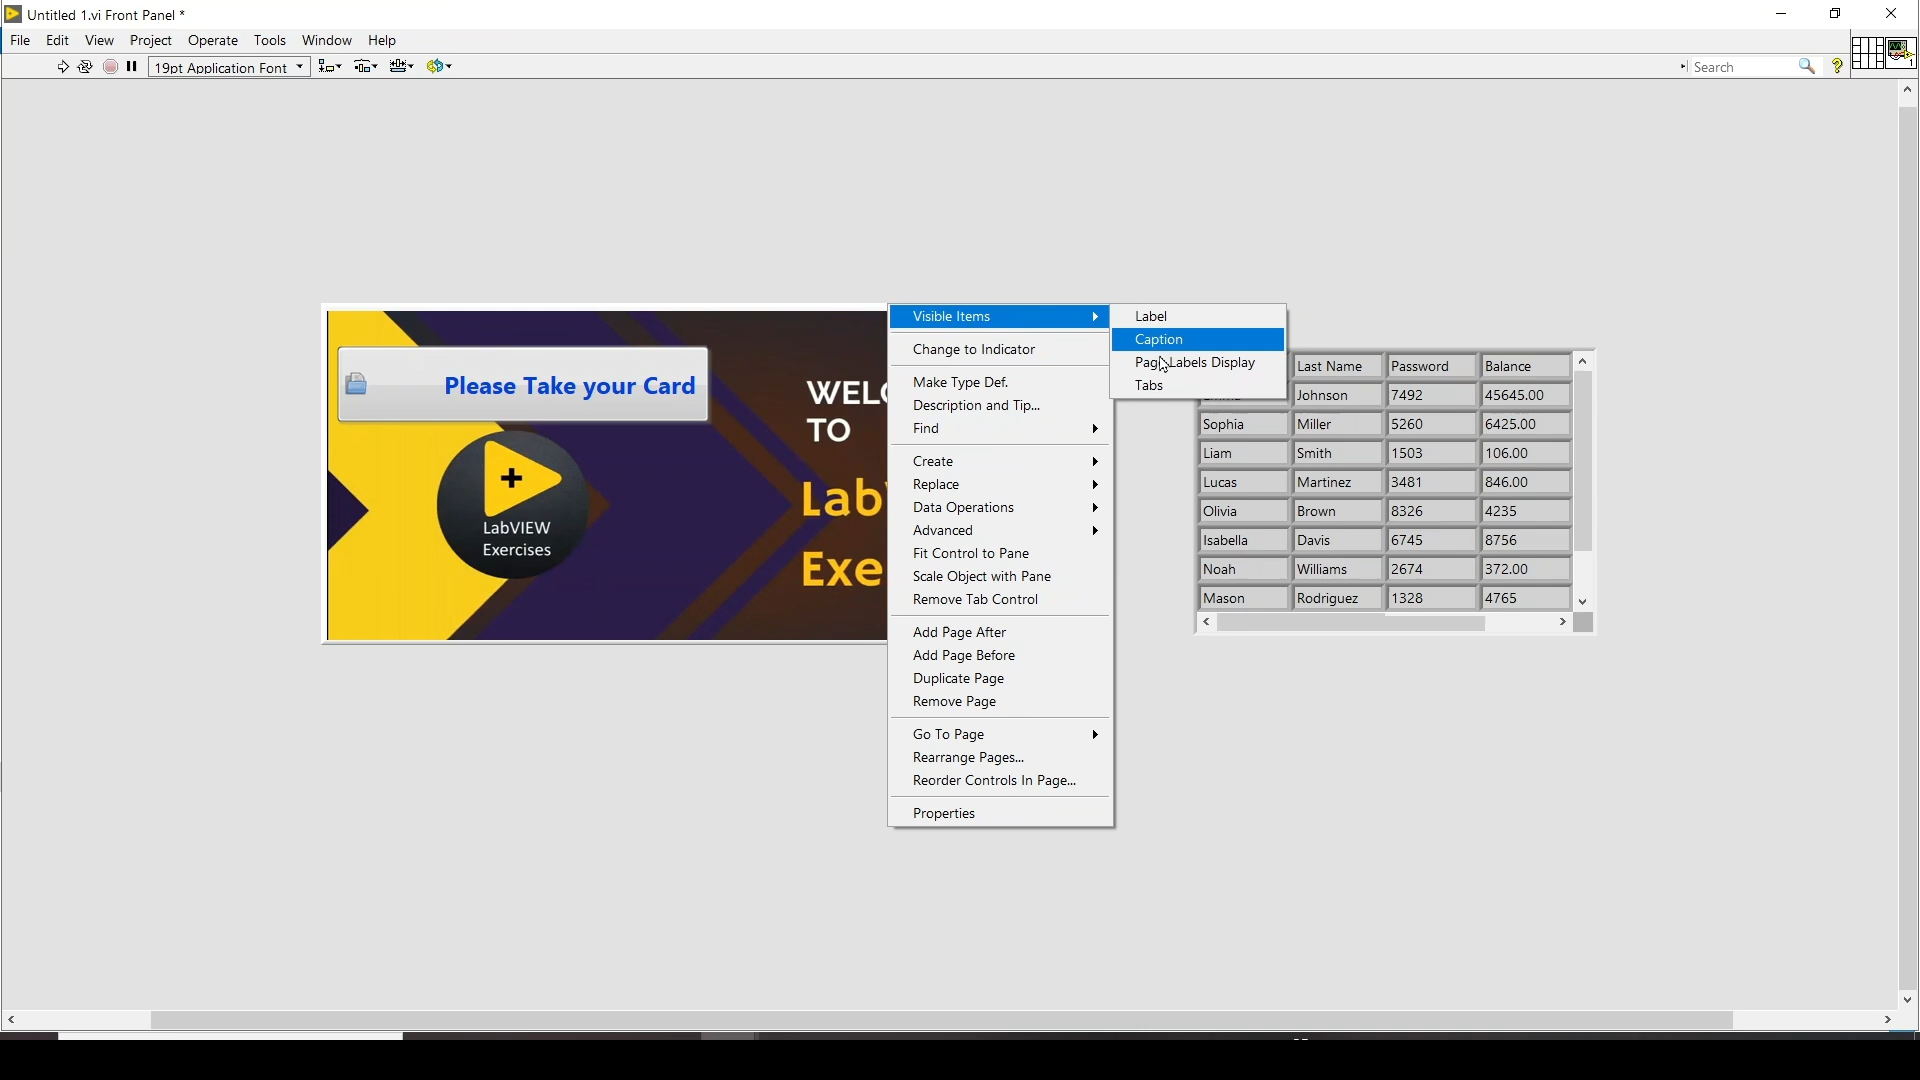 Untitled 1.vi Front Panel *
File Edit View Project Operate Tools Window Help
19pt Application Font
Search
?
1
Please Take your Card
WEL
TO
Lab
Exe
+
LabVIEW
Exercises
Visible Items
Change to Indicator
Make Type Def.
Description and Tip...
Find
Create
Replace
Data Operations
Advanced
Fit Control to Pane
Scale Object with Pane
Remove Tab Control
Add Page After
Add Page Before
Duplicate Page
Remove Page
Go To Page
Rearrange Pages...
Reorder Controls In Page...
Properties
Label
Caption
Page Labels Display
Tabs
Last Name Password Balance
Johnson 7492 45645.00
Sophia Miller 5260 6425.00
Liam Smith 1503 106.00
Lucas Martinez 3481 846.00
Olivia Brown 8326 4235
Isabella Davis 6745 8756
Noah Williams 2674 372.00
Mason Rodriguez 1328 4765